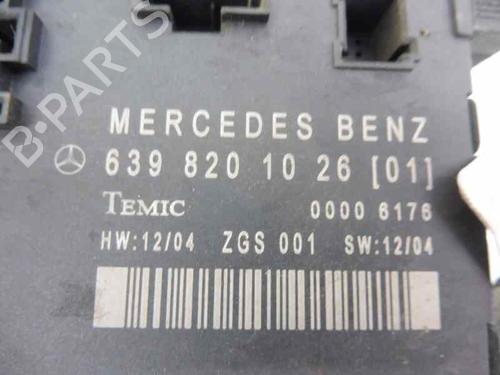 B-PARTS
MERCEDES BENZ
639 820 10 26 [01]
TEMIC 0000 6176
HW:12/04 ZGS 001 SW:12/04